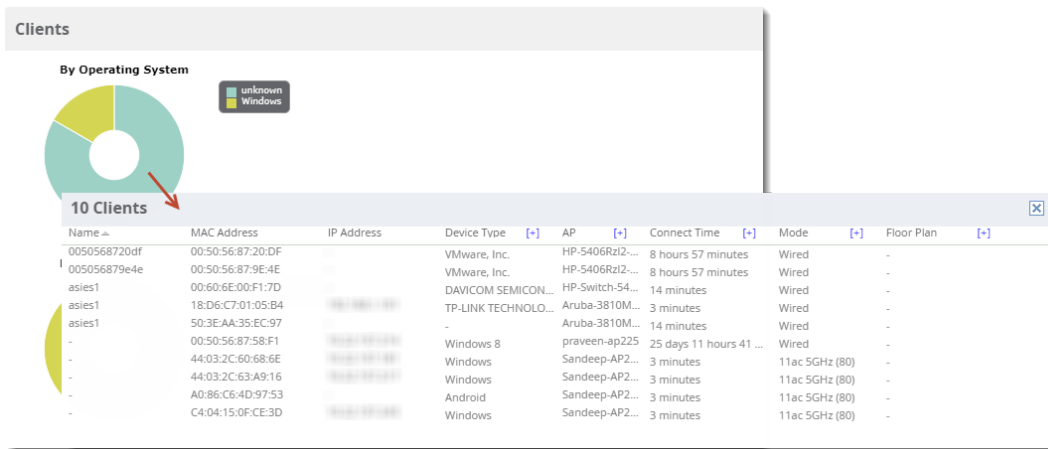 Clients
By Operating System
unknown
Windows
10 Clients
Name MAC Address IP Address Device Type [+] AP [+] Connect Time [+] Mode [+] Floor Plan [+]
0050568720df 00:50:56:87:20:DF VMware, Inc. HP-5406Rzl2-... 8 hours 57 minutes Wired -
005056879e4e 00:50:56:87:9E:4E VMware, Inc. HP-5406Rzl2-... 8 hours 57 minutes Wired -
asies1 00:60:6E:00:F1:7D DAVICOM SEMICON... HP-Switch-54... 14 minutes Wired -
asies1 18:D6:C7:01:05:B4 TP-LINK TECHNOLO... Aruba-3810M... 3 minutes Wired -
asies1 50:3E:AA:35:EC:97 - Aruba-3810M... 14 minutes Wired -
- 00:50:56:87:58:F1 Windows 8 praveen-ap225 25 days 11 hours 41 ... Wired -
- 44:03:2C:60:68:6E Windows Sandeep-AP2... 3 minutes 11ac 5GHz (80) -
- 44:03:2C:63:A9:16 Windows Sandeep-AP2... 3 minutes 11ac 5GHz (80) -
- A0:86:C6:4D:97:53 Android Sandeep-AP2... 3 minutes 11ac 5GHz (80) -
- C4:04:15:0F:CE:3D Windows Sandeep-AP2... 3 minutes 11ac 5GHz (80) -